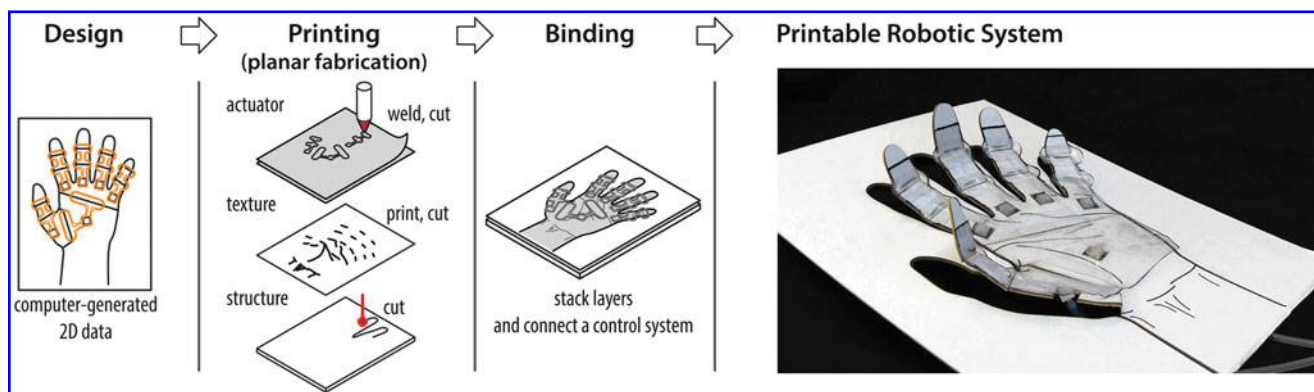 Design
Printing
(planar fabrication)
Binding
Printable Robotic System
computer-generated
2D data
actuator
weld, cut
texture
print, cut
structure
cut
stack layers
and connect a control system